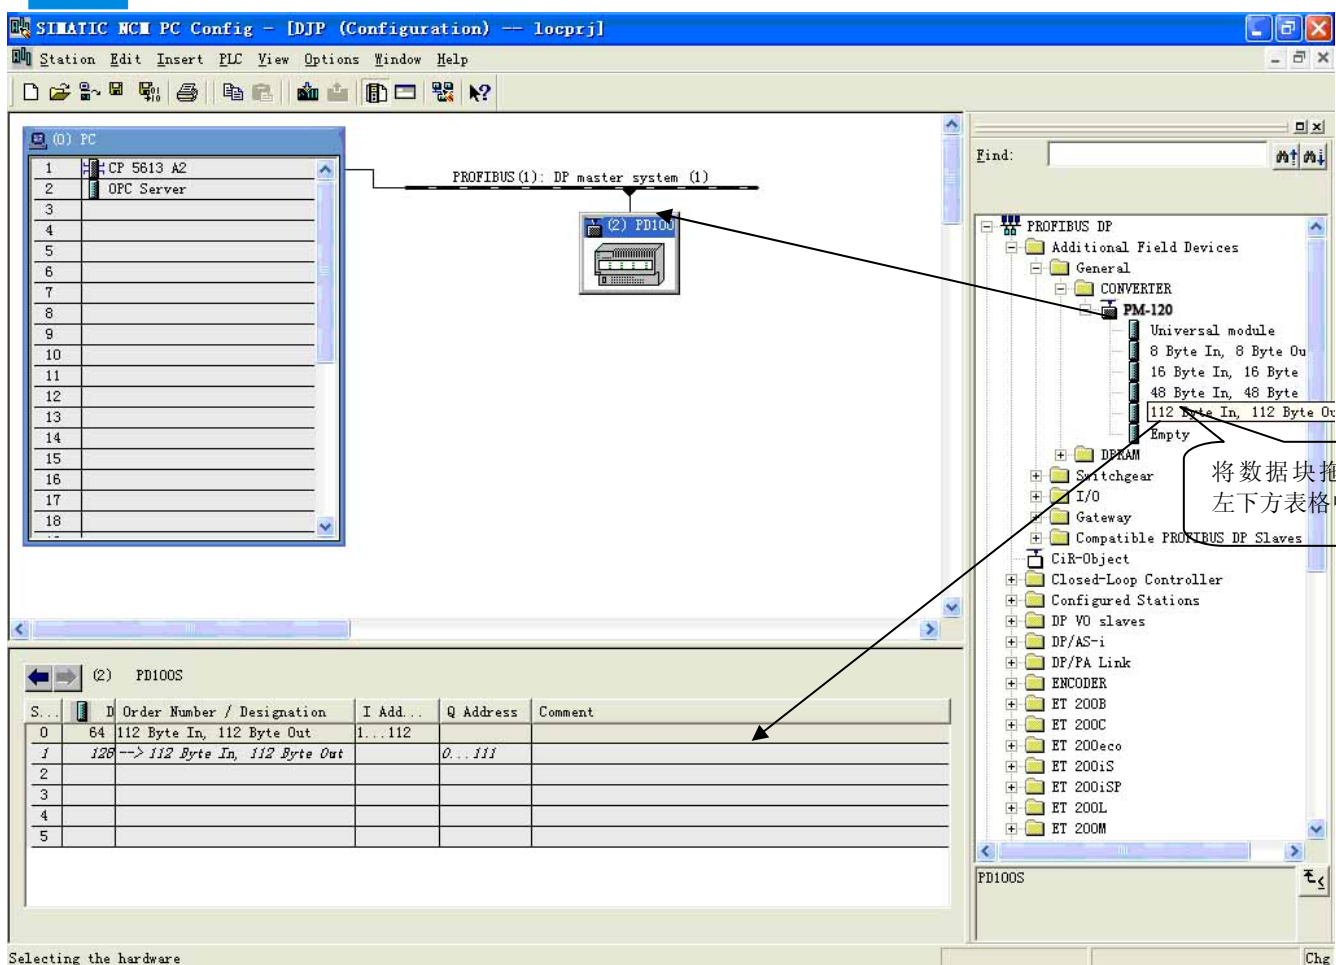 SIMATIC NCM PC Config - [DJP (Configuration) -- locprj]
Station Edit Insert PLC View Options Window Help
(0) PC
1 CP 5613 A2
2 OPC Server
3
4
5
6
7
8
9
10
11
12
13
14
15
16
17
18
PROFIBUS(1): DP master system (1)
(2) PD100
Find:
PROFIBUS DP
Additional Field Devices
General
CONVERTER
PM-120
Universal module
8 Byte In, 8 Byte Ou
16 Byte In, 16 Byte
48 Byte In, 48 Byte
112 Byte In, 112 Byte Ou
Empty
DPRAM
Switchgear
I/O
Gateway
Compatible PROFIBUS DP Slaves
CiR-Object
Closed-Loop Controller
Configured Stations
DP V0 slaves
DP/AS-i
DP/PA Link
ENCODER
ET 200B
ET 200C
ET 200eco
ET 200iS
ET 200iSP
ET 200L
ET 200M
将数据块拖
左下方表格
(2) PD100S
S... D Order Number / Designation I Add... Q Address Comment
0 64 112 Byte In, 112 Byte Out 1...112
1 128 --> 112 Byte In, 112 Byte Out 0...111
2
3
4
5
PD100S
Selecting the hardware
Chg